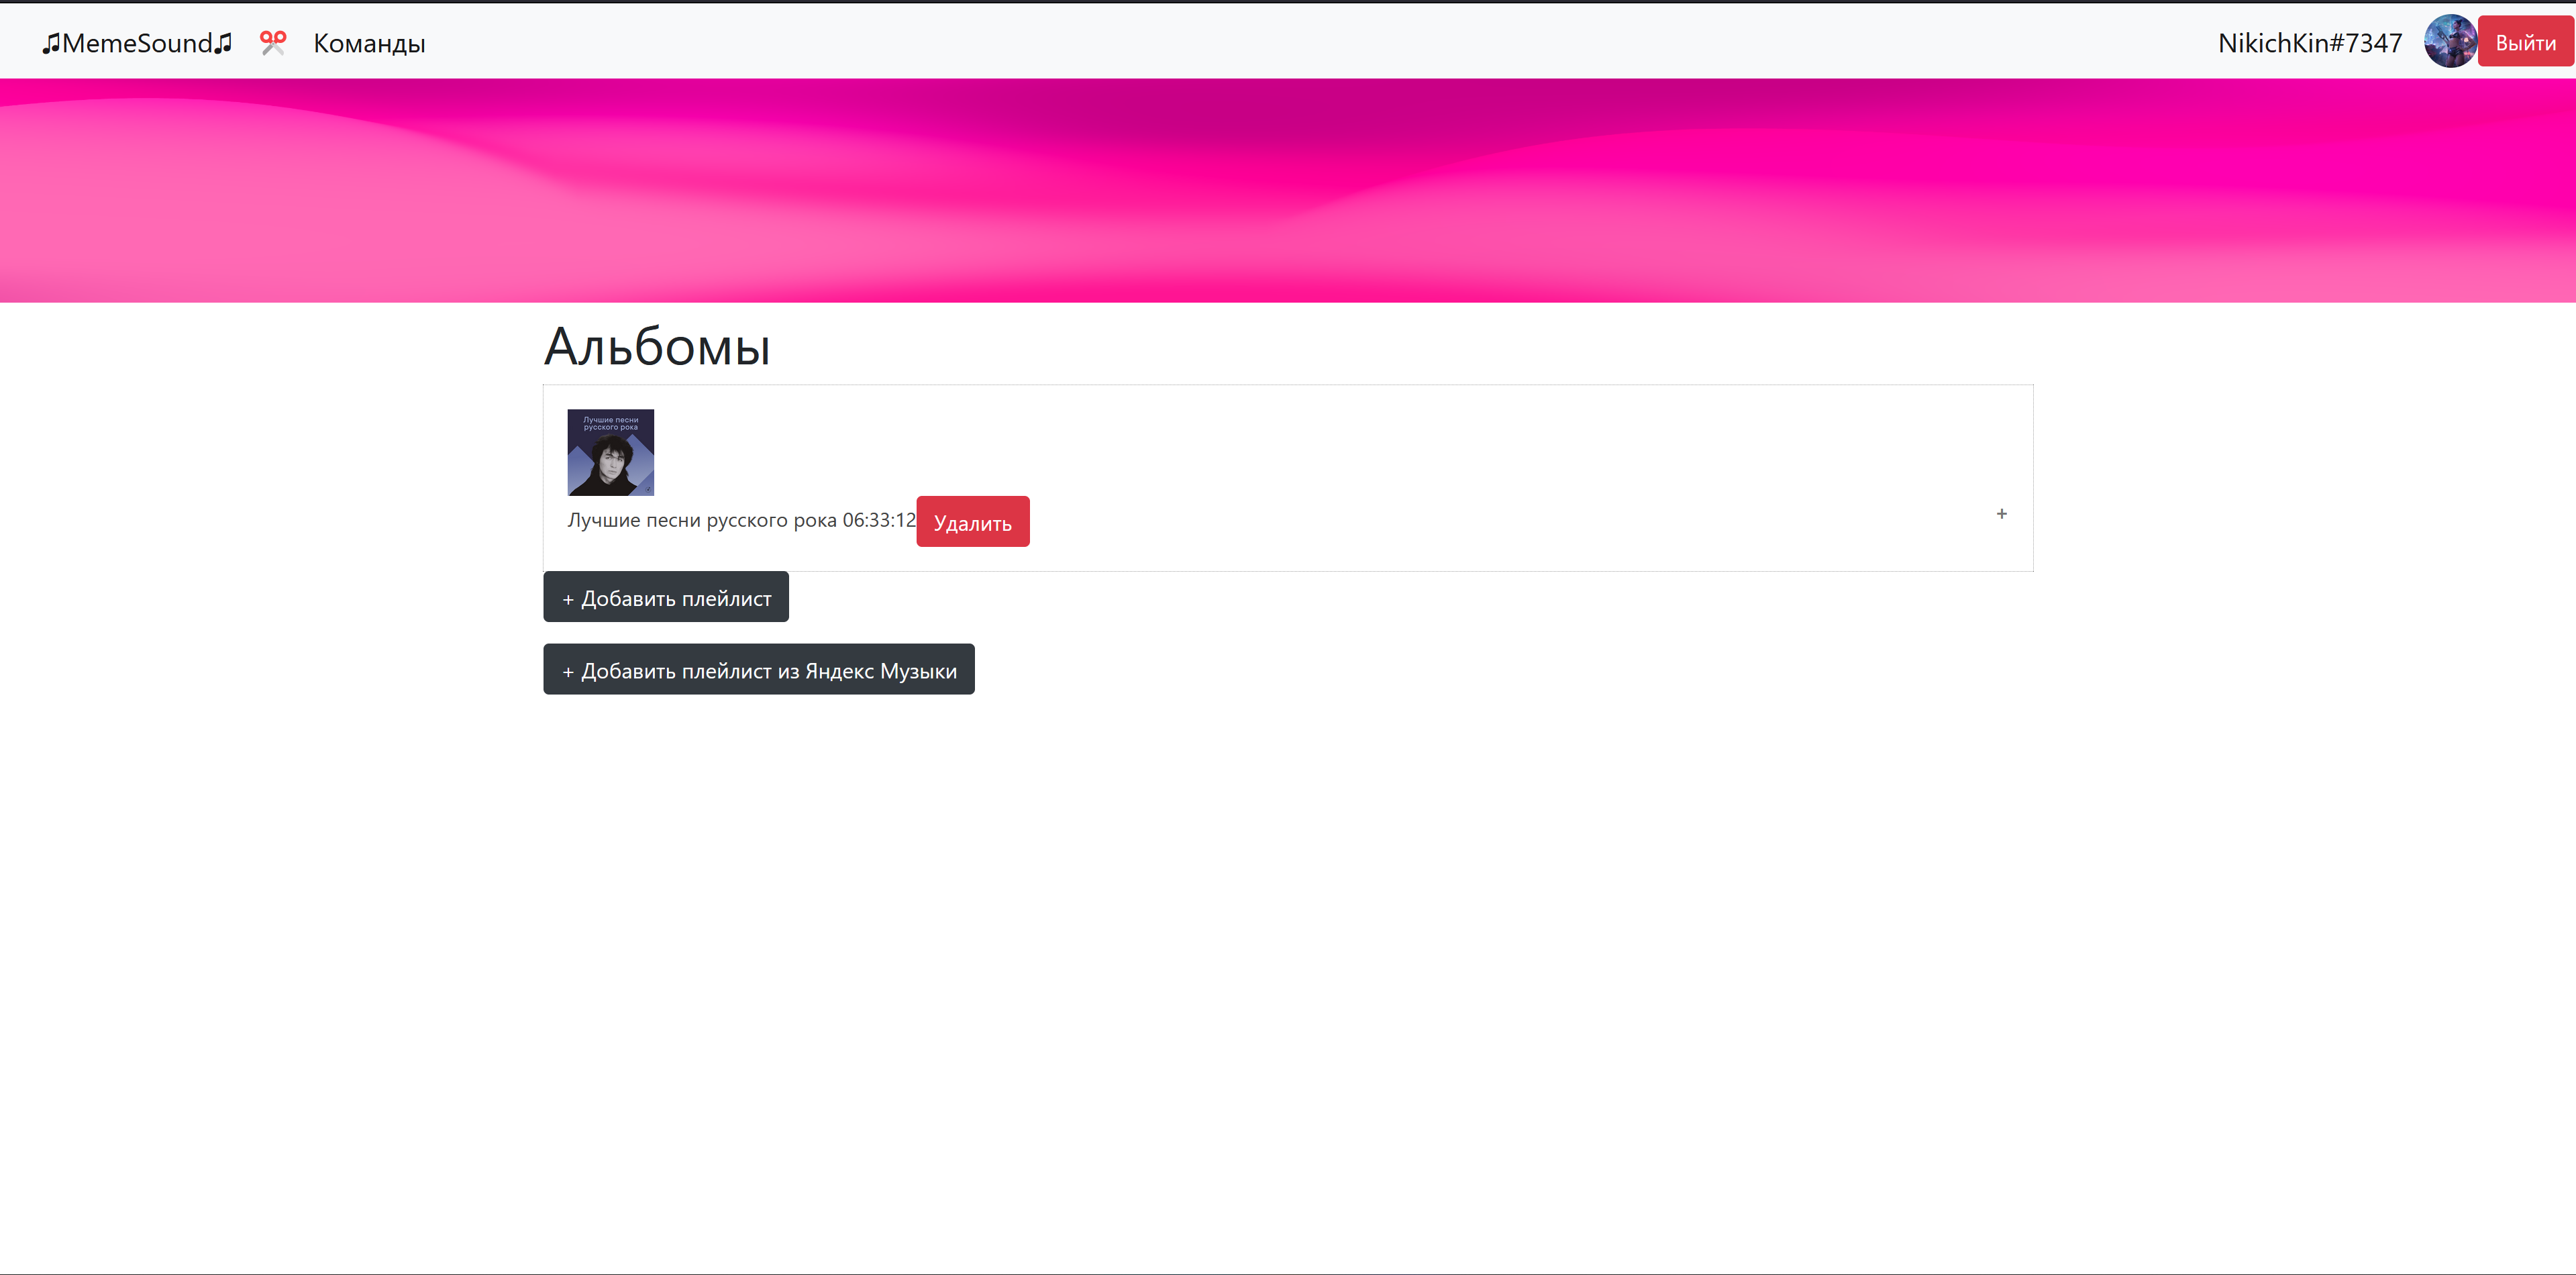 ♫MemeSound♫ Команды NikichKin#7347 Выйти
Альбомы
Лучшие песни
русского рока
Лучшие песни русского рока 06:33:12 Удалить +
+ Добавить плейлист
+ Добавить плейлист из Яндекс Музыки